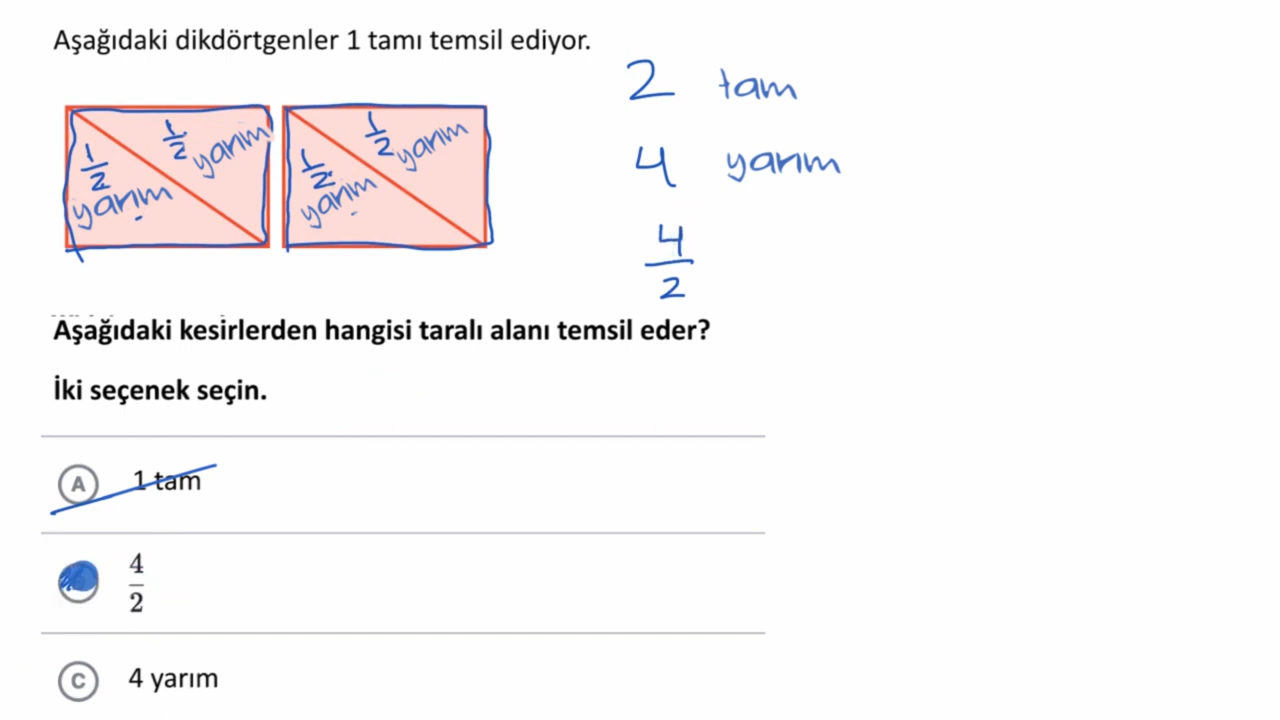 Aşağıdaki dikdörtgenler 1 tamı temsil ediyor.
2 tam
1/2 yarım
1/2 yarım
1/2 yarım
1/2 yarım
4 yarım
4/2
Aşağıdaki kesirlerden hangisi taralı alanı temsil eder?
İki seçenek seçin.
A 1 tam
4/2
C 4 yarım